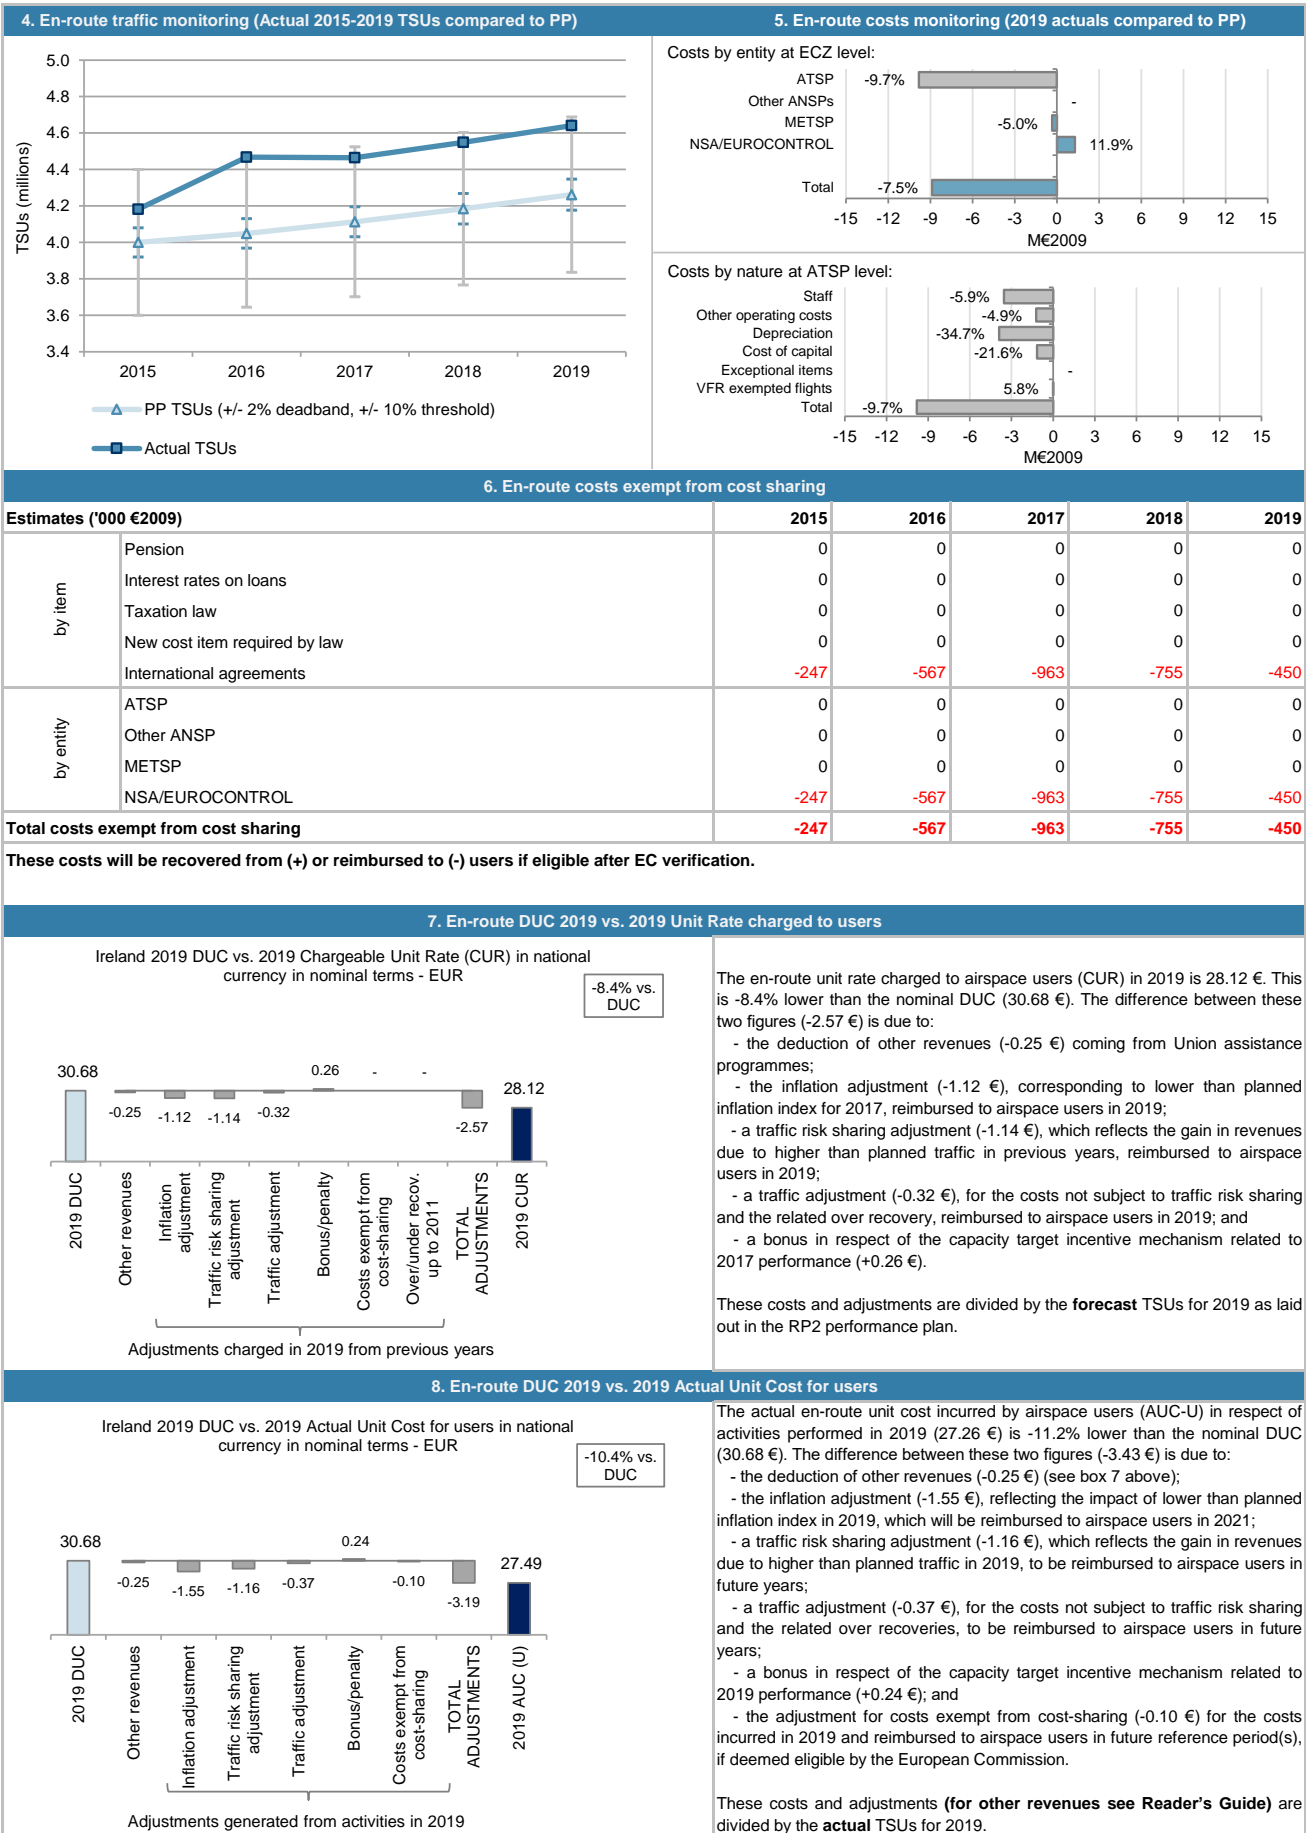 4. En-route traffic monitoring (Actual 2015-2019 TSUs compared to PP)
5.0
4.8
4.6
4.4
4.2
4.0
3.8
3.6
3.4
TSUs (millions)
2015 2016 2017 2018 2019
PP TSUs (+/- 2% deadband, +/- 10% threshold)
Actual TSUs
5. En-route costs monitoring (2019 actuals compared to PP)
Costs by entity at ECZ level:
ATSP -9.7%
Other ANSPs -
METSP -5.0%
NSA/EUROCONTROL 11.9%
Total -7.5%
-15 -12 -9 -6 -3 0 3 6 9 12 15
M€2009
Costs by nature at ATSP level:
Staff -5.9%
Other operating costs -4.9%
Depreciation -34.7%
Cost of capital -21.6%
Exceptional items -
VFR exempted flights 5.8%
Total -9.7%
-15 -12 -9 -6 -3 0 3 6 9 12 15
M€2009
6. En-route costs exempt from cost sharing
Estimates ('000 €2009) 2015 2016 2017 2018 2019
by item
Pension 0 0 0 0 0
Interest rates on loans 0 0 0 0 0
Taxation law 0 0 0 0 0
New cost item required by law 0 0 0 0 0
International agreements -247 -567 -963 -755 -450
by entity
ATSP 0 0 0 0 0
Other ANSP 0 0 0 0 0
METSP 0 0 0 0 0
NSA/EUROCONTROL -247 -567 -963 -755 -450
Total costs exempt from cost sharing -247 -567 -963 -755 -450
These costs will be recovered from (+) or reimbursed to (-) users if eligible after EC verification.
7. En-route DUC 2019 vs. 2019 Unit Rate charged to users
Ireland 2019 DUC vs. 2019 Chargeable Unit Rate (CUR) in national
currency in nominal terms - EUR
-8.4% vs.
DUC
30.68 -0.25 -1.12 -1.14 -0.32 0.26 - - -2.57 28.12
2019 DUC
Other revenues
Inflation
adjustment
Traffic risk sharing
adjustment
Traffic adjustment
Bonus/penalty
Costs exempt from
cost-sharing
Over/under recov.
up to 2011
TOTAL
ADJUSTMENTS
2019 CUR
Adjustments charged in 2019 from previous years
The en-route unit rate charged to airspace users (CUR) in 2019 is 28.12 €. This
is -8.4% lower than the nominal DUC (30.68 €). The difference between these
two figures (-2.57 €) is due to:
- the deduction of other revenues (-0.25 €) coming from Union assistance
programmes;
- the inflation adjustment (-1.12 €), corresponding to lower than planned
inflation index for 2017, reimbursed to airspace users in 2019;
- a traffic risk sharing adjustment (-1.14 €), which reflects the gain in revenues
due to higher than planned traffic in previous years, reimbursed to airspace
users in 2019;
- a traffic adjustment (-0.32 €), for the costs not subject to traffic risk sharing
and the related over recovery, reimbursed to airspace users in 2019; and
- a bonus in respect of the capacity target incentive mechanism related to
2017 performance (+0.26 €).
These costs and adjustments are divided by the forecast TSUs for 2019 as laid
out in the RP2 performance plan.
8. En-route DUC 2019 vs. 2019 Actual Unit Cost for users
Ireland 2019 DUC vs. 2019 Actual Unit Cost for users in national
currency in nominal terms - EUR
-10.4% vs.
DUC
30.68 -0.25 -1.55 -1.16 -0.37 0.24 -0.10 -3.19 27.49
2019 DUC
Other revenues
Inflation adjustment
Traffic risk sharing
adjustment
Traffic adjustment
Bonus/penalty
Costs exempt from
cost-sharing
TOTAL
ADJUSTMENTS
2019 AUC (U)
Adjustments generated from activities in 2019
The actual en-route unit cost incurred by airspace users (AUC-U) in respect of
activities performed in 2019 (27.26 €) is -11.2% lower than the nominal DUC
(30.68 €). The difference between these two figures (-3.43 €) is due to:
- the deduction of other revenues (-0.25 €) (see box 7 above);
- the inflation adjustment (-1.55 €), reflecting the impact of lower than planned
inflation index in 2019, which will be reimbursed to airspace users in 2021;
- a traffic risk sharing adjustment (-1.16 €), which reflects the gain in revenues
due to higher than planned traffic in 2019, to be reimbursed to airspace users in
future years;
- a traffic adjustment (-0.37 €), for the costs not subject to traffic risk sharing
and the related over recoveries, to be reimbursed to airspace users in future
years;
- a bonus in respect of the capacity target incentive mechanism related to
2019 performance (+0.24 €); and
- the adjustment for costs exempt from cost-sharing (-0.10 €) for the costs
incurred in 2019 and reimbursed to airspace users in future reference period(s),
if deemed eligible by the European Commission.
These costs and adjustments (for other revenues see Reader's Guide) are
divided by the actual TSUs for 2019.